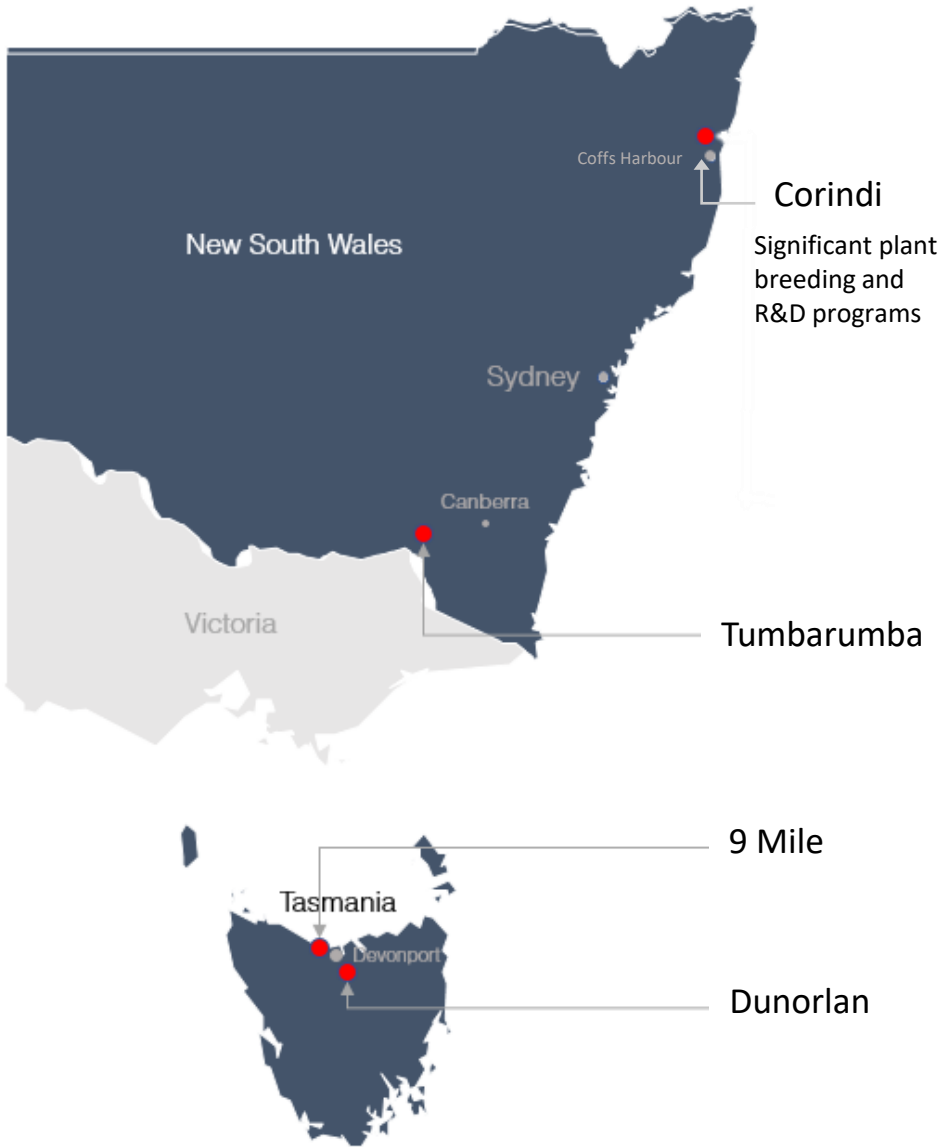 Coffs Harbour
Corindi
New South Wales
Significant plant
breeding and
R&D programs
Sydney
Canberra
Victoria
Tumbarumba
9 Mile
Tasmania
Devonport
Dunorlan